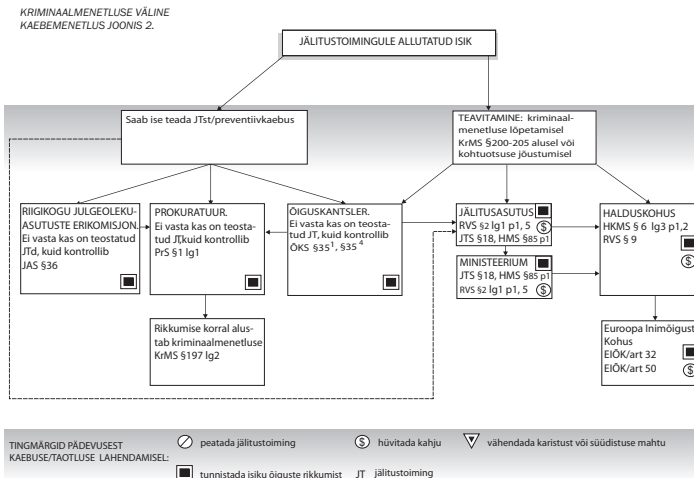 KRIMINAALMENETLUSE VÄLINE
KAEBEMENETLUS JOONIS 2.
JÄLITUSTOIMINGULE ALLUTATUD ISIK
Saab ise teada JTst/preventiivkaebus
TEAVITAMINE: kriminaal-
menetluse lõpetamisel
KrMS §200-205 alusel või
kohtuotsuse jõustumisel
RIIGIKOGU JULGEOLEKU-
ASUTUSTE ERIKOMISJON.
Ei vasta kas on teostatud
JTd, kuid kontrollib
JAS §36
PROKURATUUR.
Ei vasta kas on teosta-
tud JT,kuid kontrollib
PrS §1 lg1
ÕIGUSKANTSLER.
Ei vasta kas on teosta-
tud JT, kuid kontrollib
ÕKS §35¹, §35⁴
JÄLITUSASUTUS
RVS §2 lg1 p1, 5 $
JTS §18, HMS §85 p1
MINISTEERIUM
JTS §18, HMS §85 p1
RVS §2 lg1 p1, 5 $
HALDUSKOHUS
HKMS § 6 lg3 p1,2
RVS § 9
$
Rikkumise korral alus-
tab kriminaalmenetluse
KrMS §197 lg2
Euroopa Inimõigust
Kohus
EIÕK/art 32
EIÕK/art 50 $
TINGMÄRGID PÄDEVUSEST
KAEBUSE/TAOTLUSE LAHENDAMISEL:
peatada jälitustoiming
$ hüvitada kahju
vähendada karistust või süüdistuse mahtu
tunnistada isiku õiguste rikkumist
JT jälitustoiming